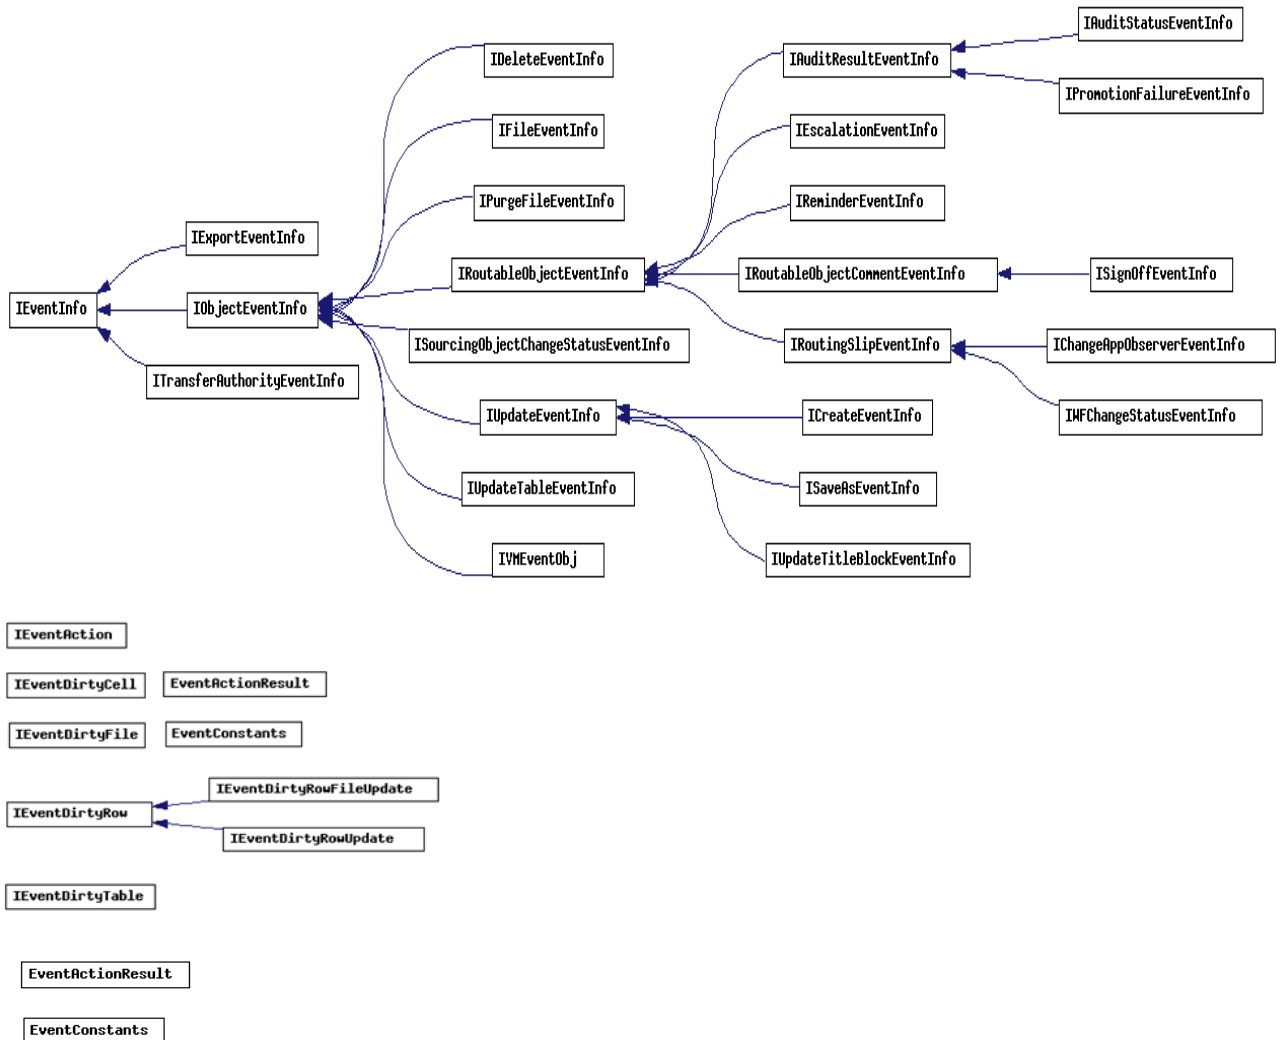 IAuditStatusEventInfo
IDeleteEventInfo
IAuditResultEventInfo
IPromotionFailureEventInfo
IFileEventInfo
IEscalationEventInfo
IPurgeFileEventInfo
IReminderEventInfo
IExportEventInfo
IRoutableObjectEventInfo
IRoutableObjectCommentEventInfo
ISignOffEventInfo
IEventInfo
IObjectEventInfo
ISourcingObjectChangeStatusEventInfo
IRoutingSlipEventInfo
IChangeAppObserverEventInfo
ITransferAuthorityEventInfo
IUpdateEventInfo
ICreateEventInfo
IWFChangeStatusEventInfo
IUpdateTableEventInfo
ISaveAsEventInfo
IVMEventObj
IUpdateTitleBlockEventInfo
IEventAction
IEventDirtyCell
EventActionResult
IEventDirtyFile
EventConstants
IEventDirtyRowFileUpdate
IEventDirtyRow
IEventDirtyRowUpdate
IEventDirtyTable
EventActionResult
EventConstants